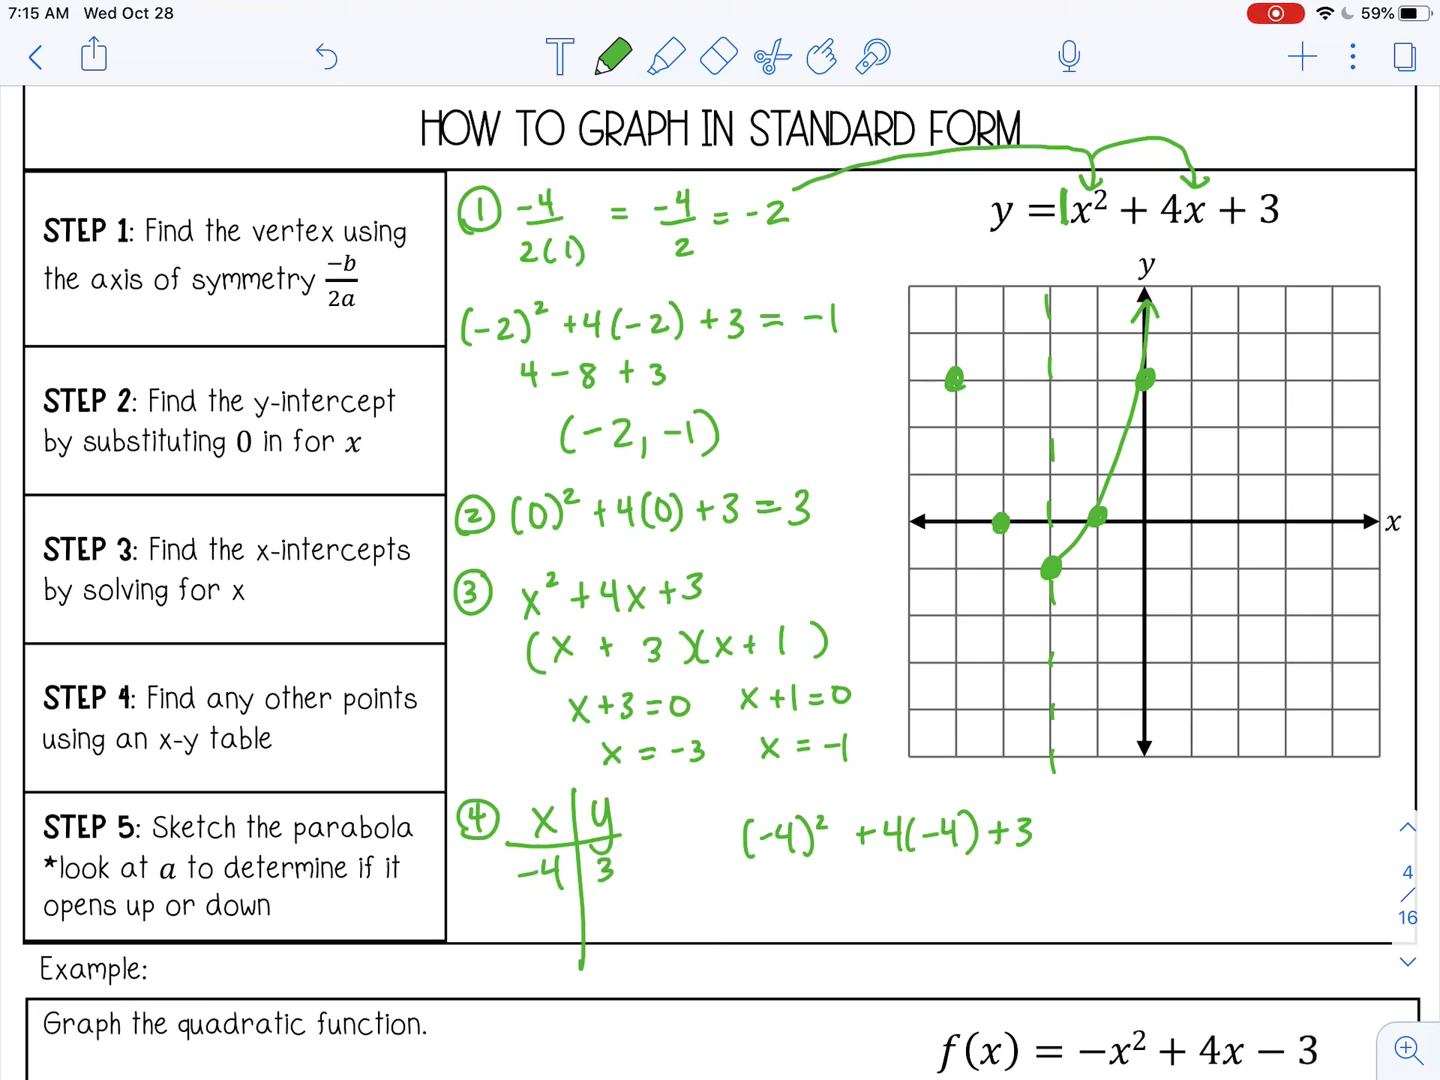 7:15 AM Wed Oct 28
59%
T
HOW TO GRAPH IN STANDARD FORM
STEP 1: Find the vertex using
the axis of symmetry -b/2a
STEP 2: Find the y-intercept
by substituting 0 in for x
STEP 3: Find the x-intercepts
by solving for x
STEP 4: Find any other points
using an x-y table
STEP 5: Sketch the parabola
*look at a to determine if it
opens up or down
① -4/2(1) = -4/2 = -2
(-2)² +4(-2) +3 = -1
4 - 8 + 3
(-2, -1)
② (0)² +4(0) +3 = 3
③ x² +4x +3
(x + 3)(x + 1)
x+3=0 x+1=0
x = -3 x = -1
④ x y
-4 3
(-4)² +4(-4) +3
y = 1x² + 4x + 3
y
x
4
/
16
Example:
Graph the quadratic function.
f(x) = −x² + 4x − 3